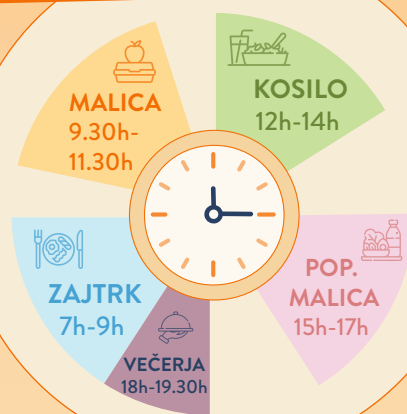 MALICA
9.30h-
11.30h
KOSILO
12h-14h
ZAJTRK
7h-9h
POP.
MALICA
15h-17h
VEČERJA
18h-19.30h